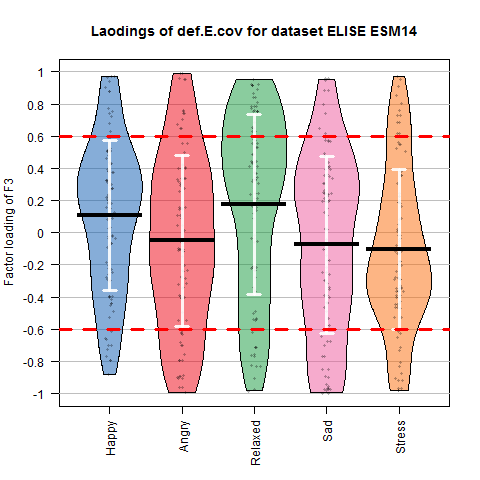 Laodings of def.E.cov for dataset ELISE ESM14
Factor loading of F3
1
0.8
0.6
0.4
0.2
0
-0.2
-0.4
-0.6
-0.8
-1
Happy
Angry
Relaxed
Sad
Stress